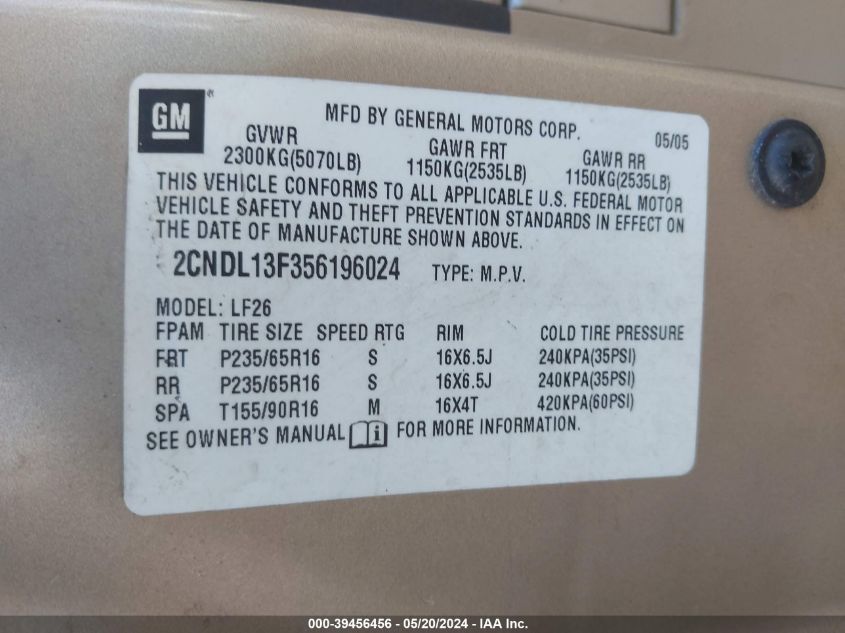 GM®
MFD BY GENERAL MOTORS CORP. 05/05
GVWR GAWR FRT GAWR RR
2300KG(5070LB) 1150KG(2535LB) 1150KG(2535LB)
THIS VEHICLE CONFORMS TO ALL APPLICABLE U.S. FEDERAL MOTOR
VEHICLE SAFETY AND THEFT PREVENTION STANDARDS IN EFFECT ON
THE DATE OF MANUFACTURE SHOWN ABOVE.
2CNDL13F356196024 TYPE: M.P.V.
MODEL: LF26
FPAM TIRE SIZE SPEED RTG RIM COLD TIRE PRESSURE
FRT P235/65R16 S 16X6.5J 240KPA(35PSI)
RR P235/65R16 S 16X6.5J 240KPA(35PSI)
SPA T155/90R16 M 16X4T 420KPA(60PSI)
SEE OWNER'S MANUAL i FOR MORE INFORMATION.
000-39456456 - 05/20/2024 - IAA Inc.